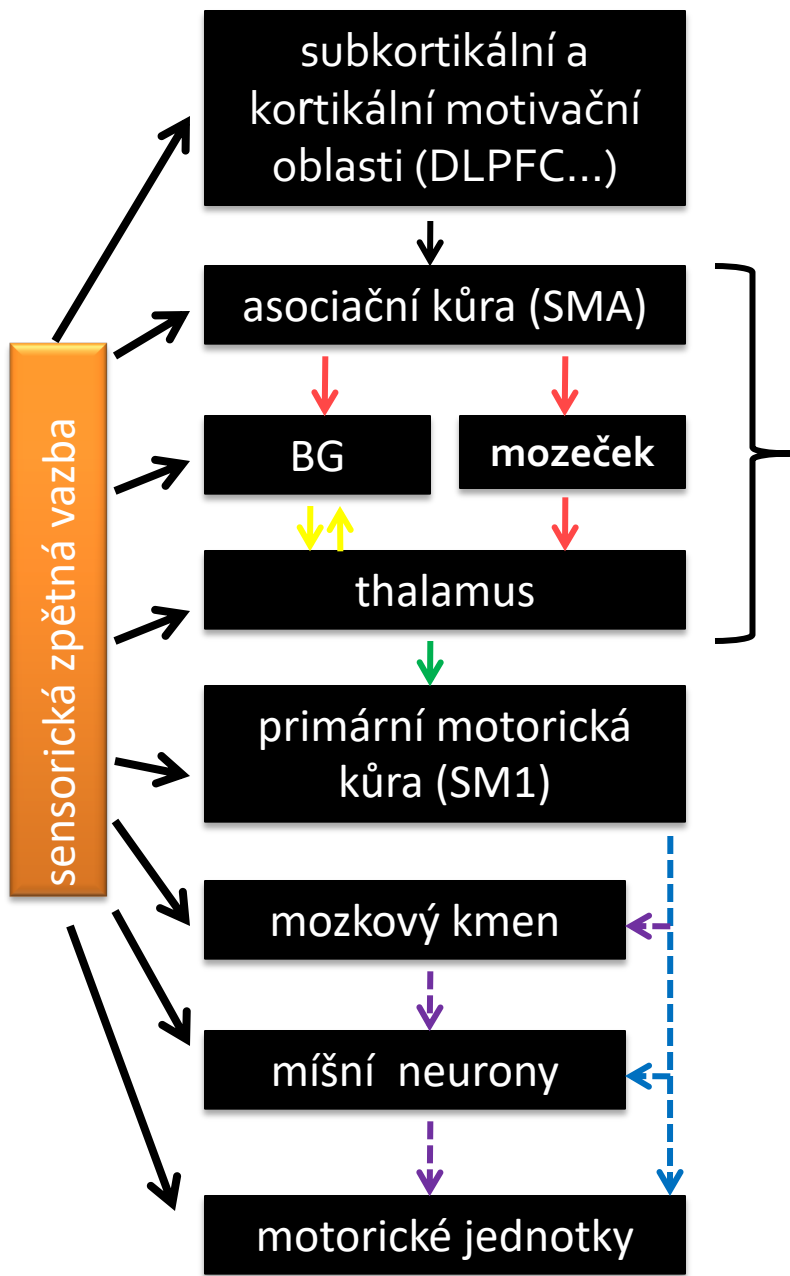 subkortikální a
kortikální motivační
oblasti (DLPFC...)
asociační kůra (SMA)
BG
mozeček
thalamus
primární motorická
kůra (SM1)
mozkový kmen
míšní neurony
motorické jednotky
sensorická zpětná vazba